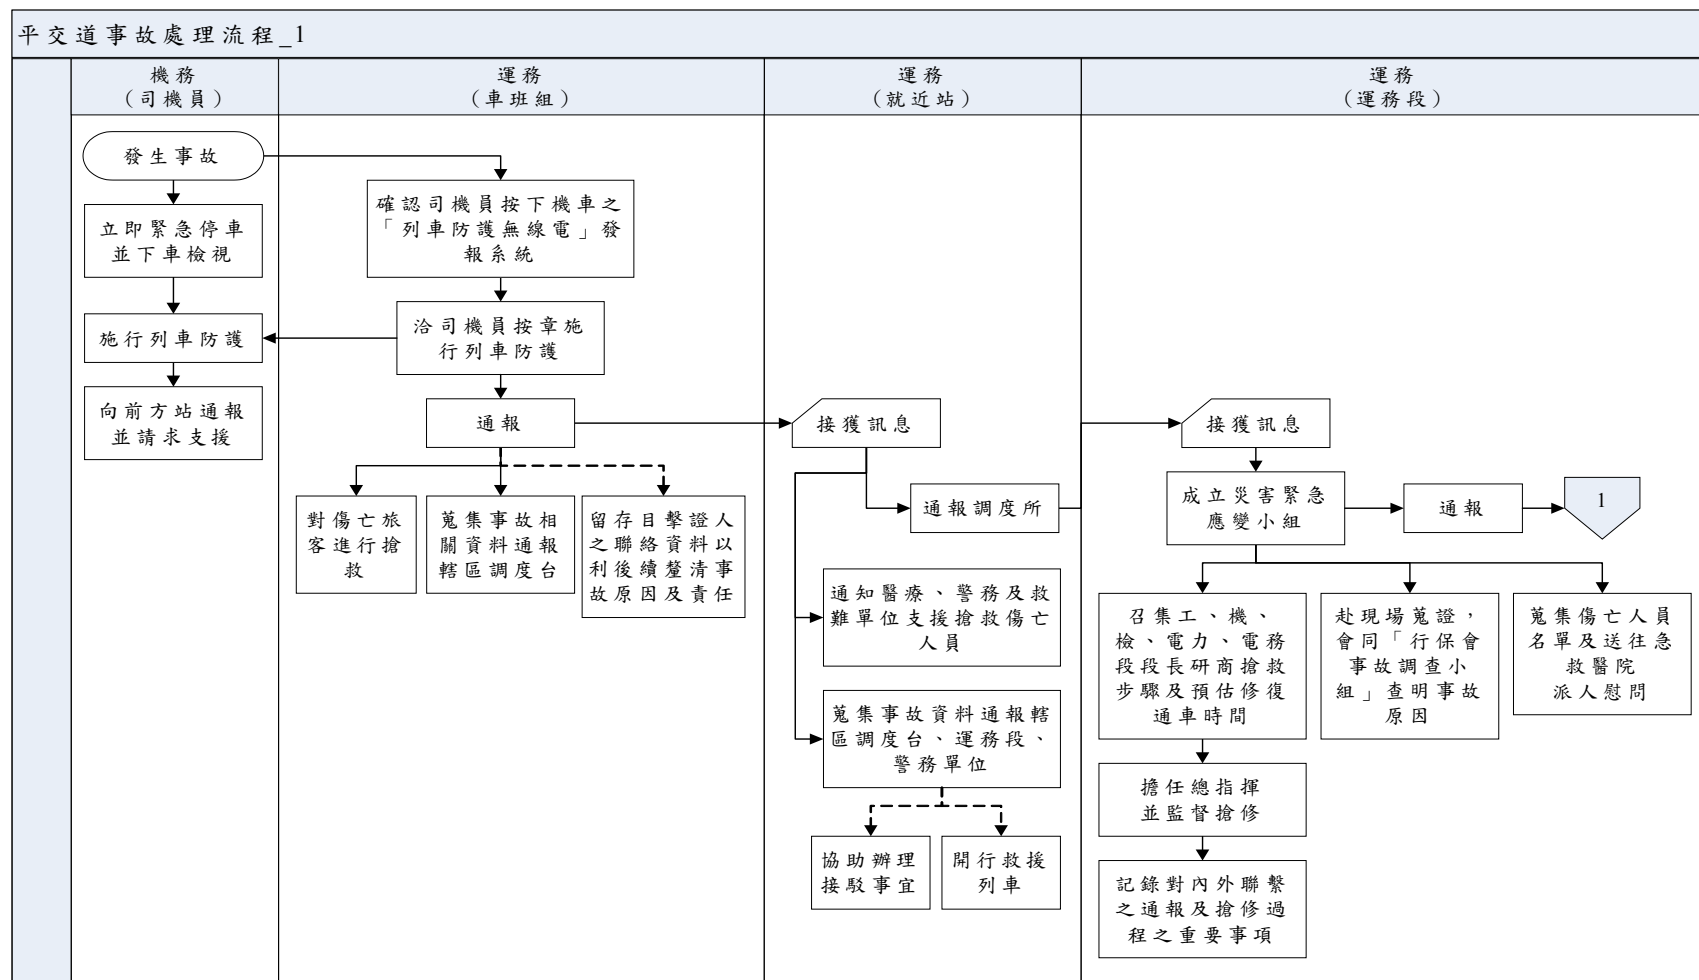 平交道事故處理流程_1
機務
（司機員）
運務
（車班組）
運務
（就近站）
運務
（運務段）
發生事故
立即緊急停車
並下車檢視
施行列車防護
向前方站通報
並請求支援
確認司機員按下機車之
「列車防護無線電」發
報系統
洽司機員按章施
行列車防護
通報
對傷亡旅
客進行搶
救
蒐集事故相
關資料通報
轄區調度台
留存目擊證人
之聯絡資料以
利後續釐清事
故原因及責任
接獲訊息
通報調度所
通知醫療、警務及救
難單位支援搶救傷亡
人員
蒐集事故資料通報轄
區調度台、運務段、
警務單位
協助辦理
接駁事宜
開行救援
列車
接獲訊息
成立災害緊急
應變小組
通報
1
召集工、機、
檢、電力、電務
段段長研商搶救
步驟及預估修復
通車時間
赴現場蒐證，
會同「行保會
事故調查小
組」查明事故
原因
蒐集傷亡人員
名單及送往急
救醫院
派人慰問
擔任總指揮
並監督搶修
記錄對內外聯繫
之通報及搶修過
程之重要事項